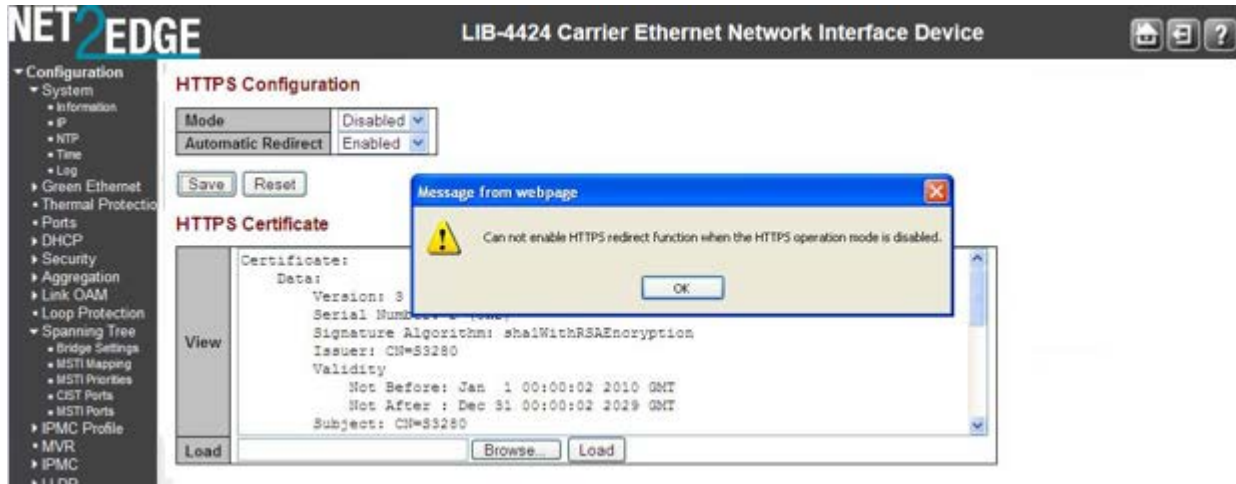 NET2EDGE
LIB-4424 Carrier Ethernet Network Interface Device
?
Configuration
System
Information
IP
NTP
Time
Log
Green Ethernet
Thermal Protectio
Ports
DHCP
Security
Aggregation
Link OAM
Loop Protection
Spanning Tree
Bridge Settings
MSTI Mapping
MSTI Priorities
CIST Ports
MSTI Ports
IPMC Profile
MVR
IPMC
LLDP
HTTPS Configuration
Mode Disabled
Automatic Redirect Enabled
Save Reset
Message from webpage
Can not enable HTTPS redirect function when the HTTPS operation mode is disabled.
OK
HTTPS Certificate
View
Certificate:
Data:
Version: 3
Serial
Signature Algorithm: sha1WithRSAEncryption
Issuer: CN=S3280
Validity
Not Before: Jan 1 00:00:02 2010 GMT
Not After : Dec 31 00:00:02 2029 GMT
Subject: CN=S3280
Load Browse... Load